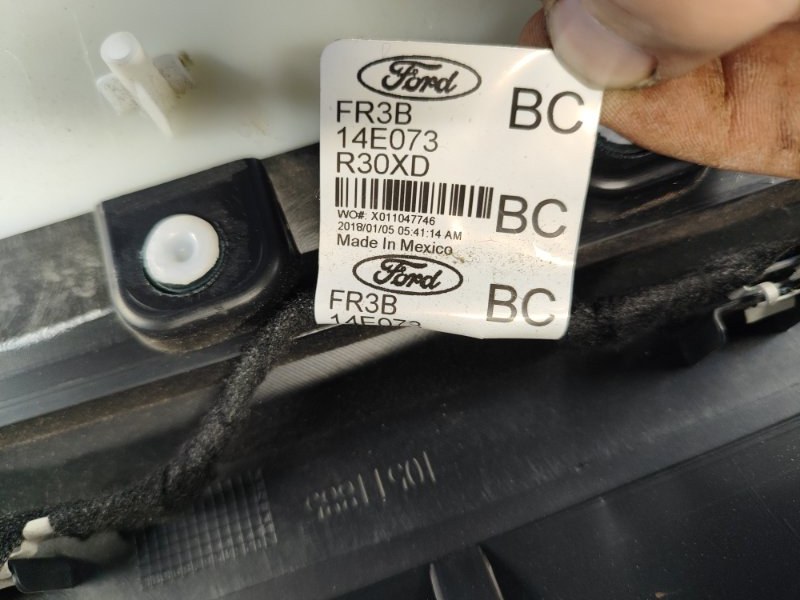 Ford
BC
FR3B
14E073
R30XD
BC
WO#: X011047746
2018/01/05 05:41:14 AM
Made In Mexico
Ford
BC
FR3B
14E073